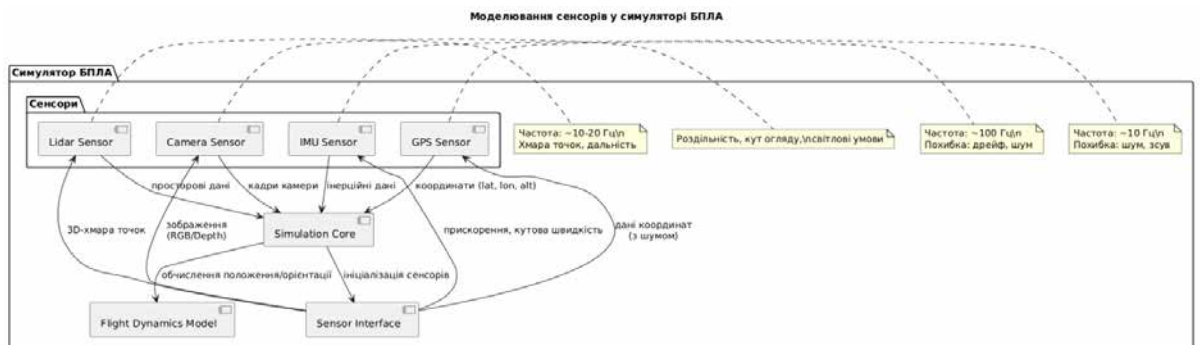 Моделювання сенсорів у симуляторі БПЛА
Симулятор БПЛА
Сенсори
Lidar Sensor
Camera Sensor
IMU Sensor
GPS Sensor
Частота: ~10-20 Гц\n
Хмара точок, дальність
Роздільність, кут огляду,\nсвітлові умови
Частота: ~100 Гц\n
Похибка: дрейф, шум
Частота: ~10 Гц\n
Похибка: шум, зсув
просторові дані
кадри камери
інерційні дані
координати (lat, lon, alt)
3D-хмара точок
зображення
(RGB/Depth)
Simulation Core
прискорення, кутова швидкість
дані координат
(з шумом)
обчислення положення/орієнтації
ініціалізація сенсорів
Flight Dynamics Model
Sensor Interface